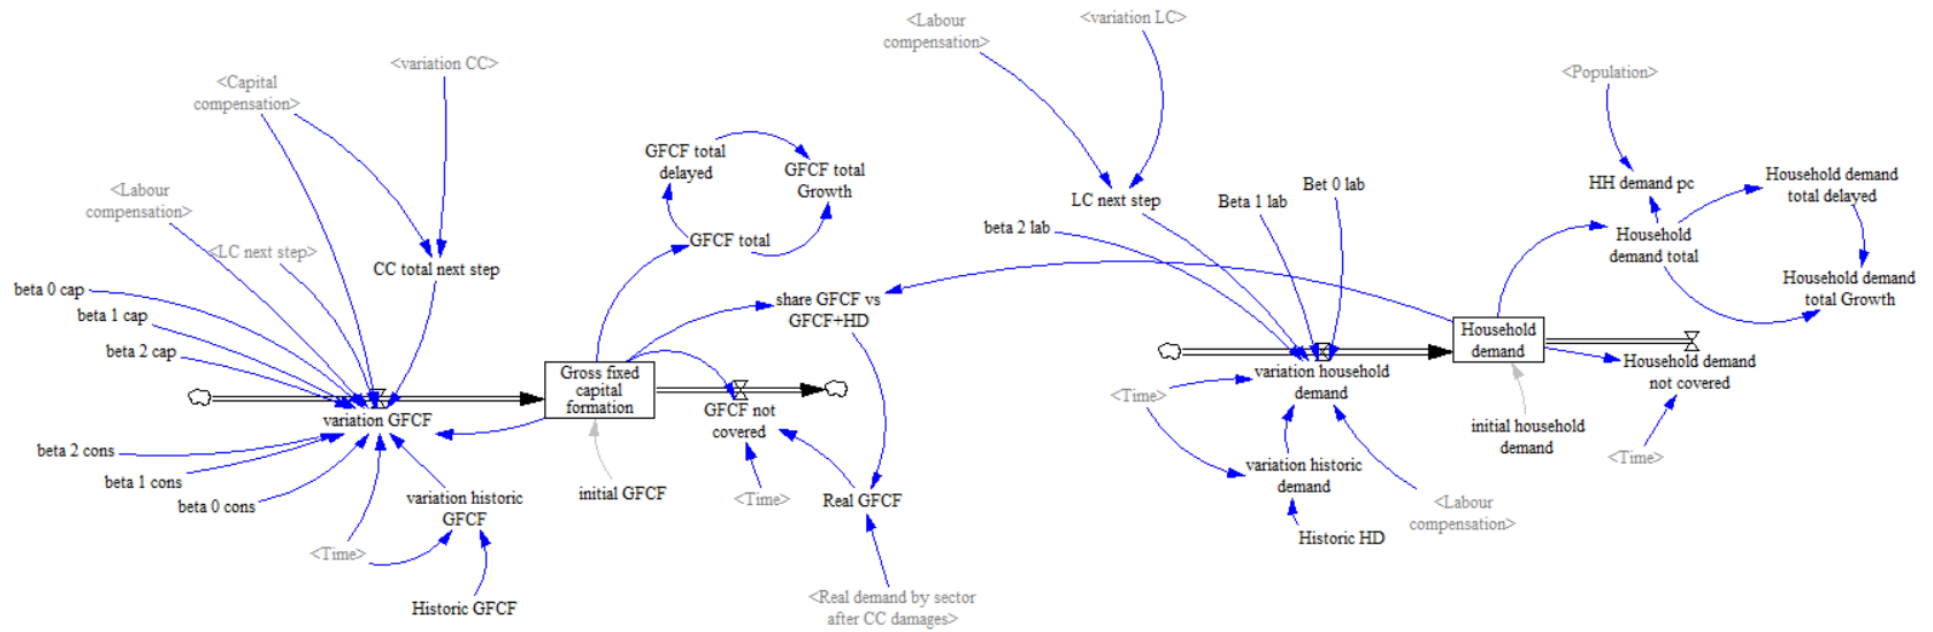 <Labour
compensation>
<variation LC>
<variation CC>
<Population>
<Capital
compensation>
GFCF total
delayed
GFCF total
Growth
<Labour
compensation>
LC next step
Beta 1 lab
Bet 0 lab
HH demand pc
Household demand
total delayed
beta 2 lab
GFCF total
<LC next step>
CC total next step
Household
demand total
Household demand
total Growth
beta 0 cap
beta 1 cap
share GFCF vs
GFCF+HD
beta 2 cap
Household
demand
Gross fixed
capital
formation
variation household
demand
Household demand
not covered
variation GFCF
GFCF not
covered
<Time>
initial household
demand
<Time>
beta 2 cons
beta 1 cons
beta 0 cons
variation historic
GFCF
initial GFCF
<Time>
Real GFCF
variation historic
demand
<Labour
compensation>
Historic HD
<Time>
Historic GFCF
<Real demand by sector
after CC damages>